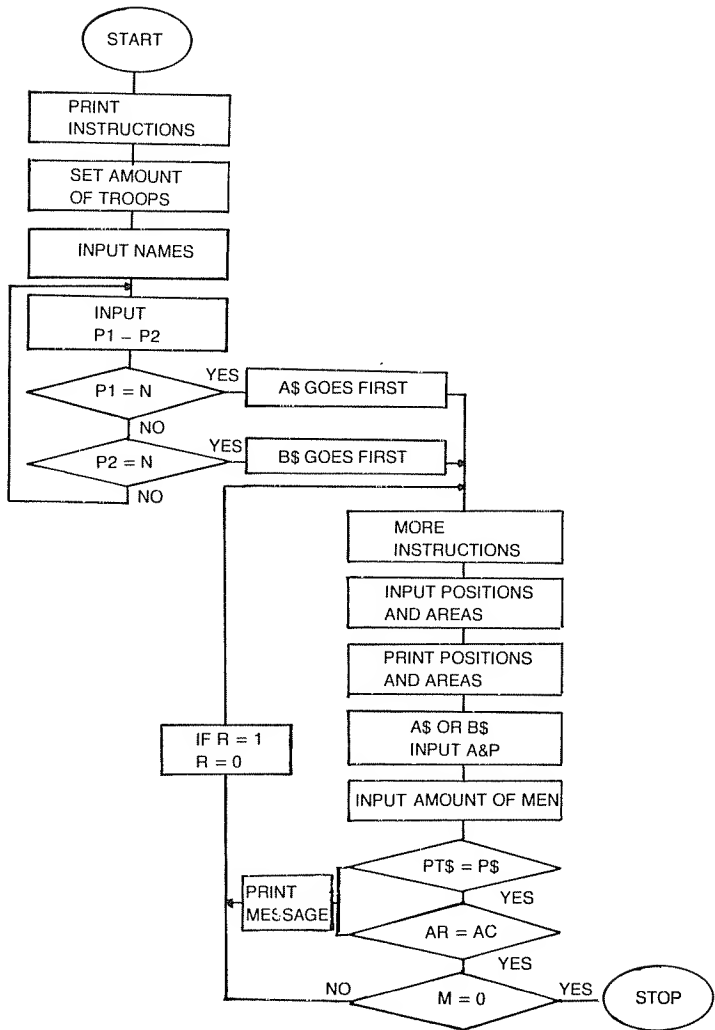 START
PRINT
INSTRUCTIONS
SET AMOUNT
OF TROOPS
INPUT NAMES
INPUT
P1 – P2
P1 = N
YES
A$ GOES FIRST
NO
P2 = N
YES
B$ GOES FIRST
NO
MORE
INSTRUCTIONS
INPUT POSITIONS
AND AREAS
PRINT POSITIONS
AND AREAS
A$ OR B$
INPUT A&P
IF R = 1
R = 0
INPUT AMOUNT OF MEN
PT$ = P$
YES
PRINT
MESSAGE
AR = AC
YES
NO
M = 0
YES
STOP